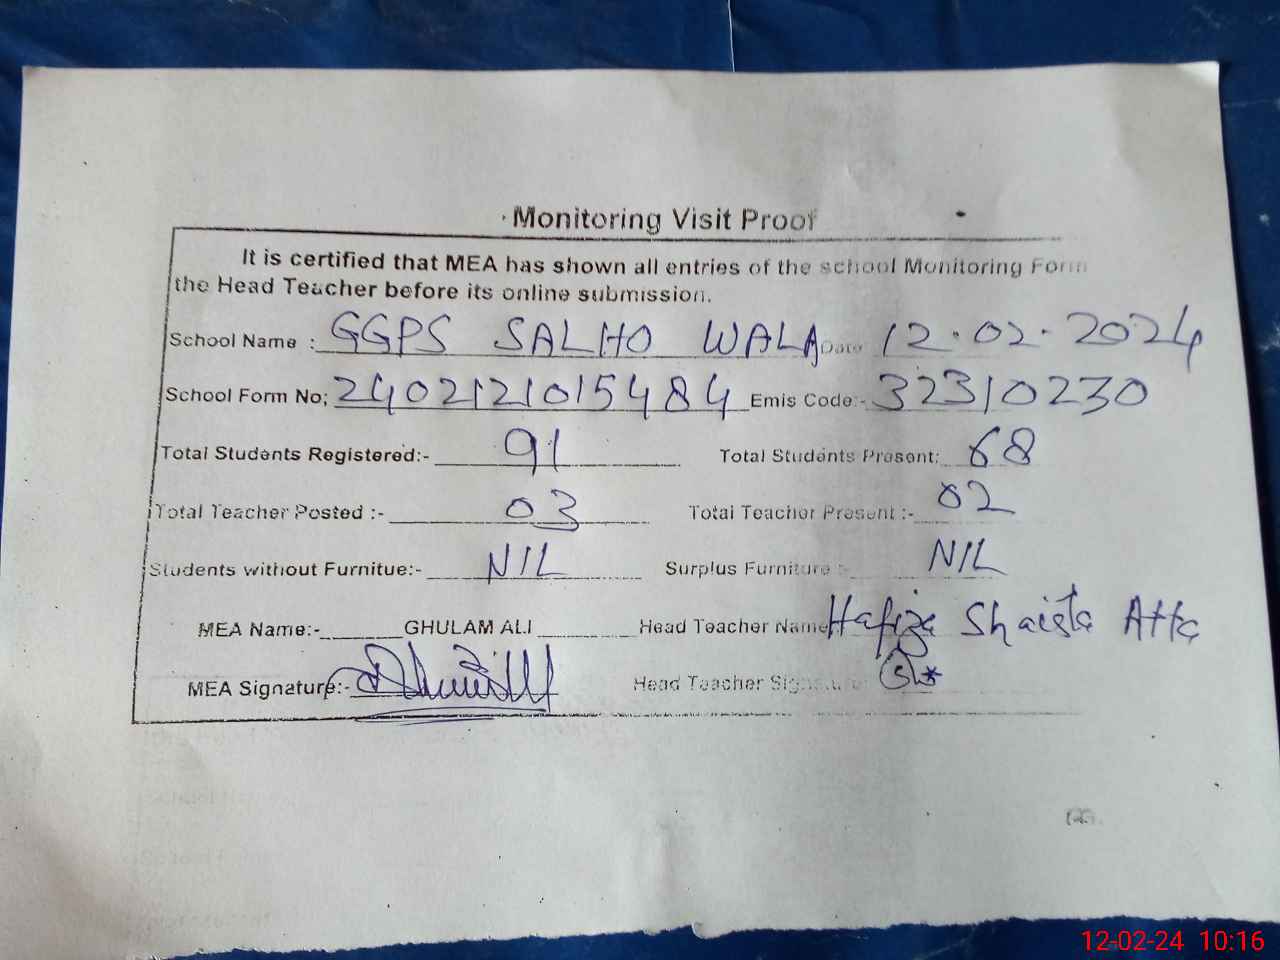 Monitoring Visit Proof
It is certified that MEA has shown all entries of the school Monitoring Form
the Head Teacher before its online submission.
School Name : GGPS SALHO WALA Date 12.02.2024
School Form No; 2402121015484 Emis Code:- 32310230
Total Students Registered:- 91 Total Students Present: 68
Total Teacher Posted :- 03 Total Teacher Present :- 02
Students without Furnitue:- NIL Surplus Furniture :- NIL
MEA Name:- GHULAM ALI Head Teacher Name Hafiza Shaista Atta
MEA Signature:- Head Teacher Signature
12-02-24 10:16